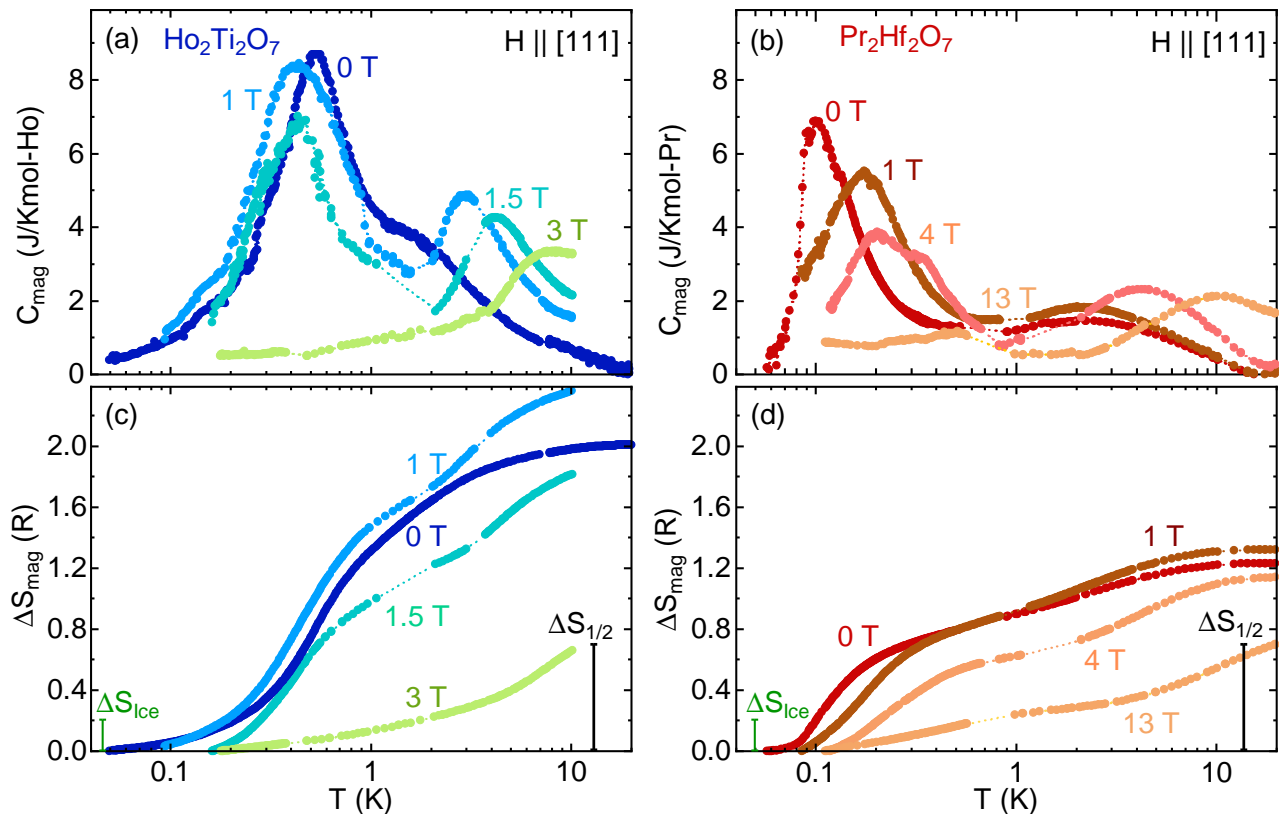 (a) Ho2Ti2O7 H || [111]
0 T
1 T
1.5 T
3 T
Cmag (J/Kmol-Ho)
8
6
4
2
0
(b) Pr2Hf2O7 H || [111]
0 T
1 T
4 T
13 T
Cmag (J/Kmol-Pr)
8
6
4
2
0
(c)
1 T
0 T
1.5 T
3 T
ΔSIce
ΔS1/2
ΔSmag (R)
2.0
1.6
1.2
0.8
0.4
0.0
0.1 1 10
T (K)
(d)
1 T
0 T
4 T
13 T
ΔSIce
ΔS1/2
ΔSmag (R)
2.0
1.6
1.2
0.8
0.4
0.0
0.1 1 10
T (K)